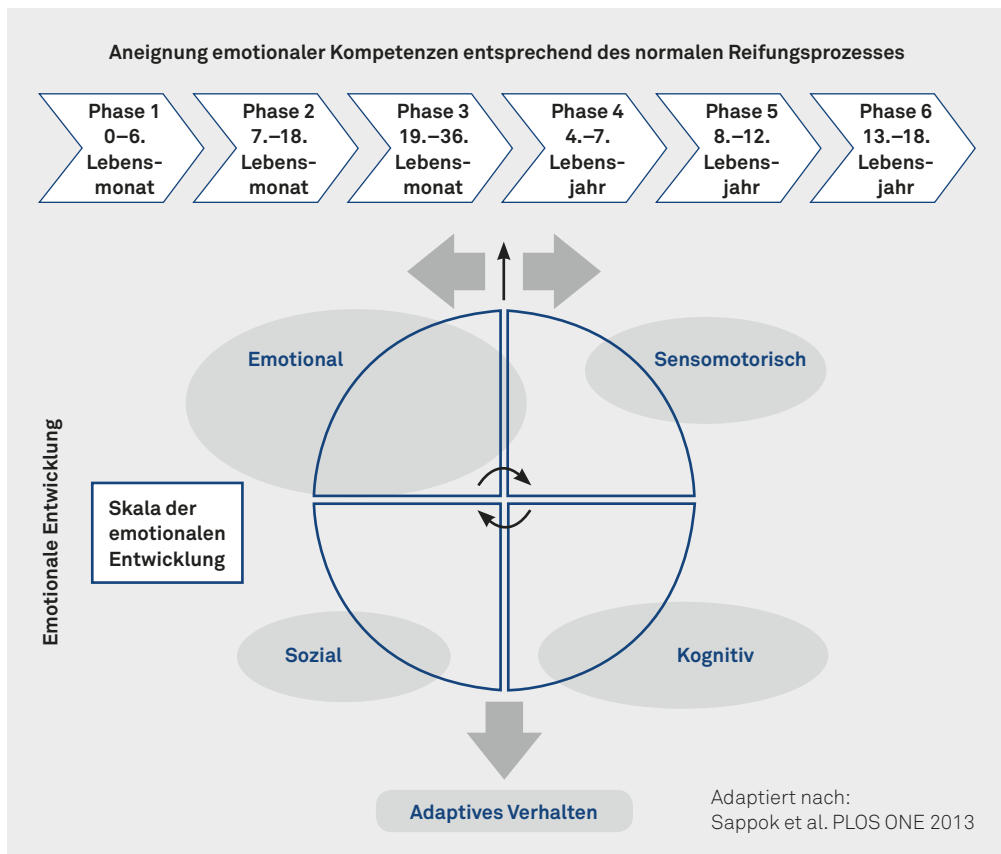 Aneignung emotionaler Kompetenzen entsprechend des normalen Reifungsprozesses
Phase 1
0–6.
Lebens-
monat
Phase 2
7.–18.
Lebens-
monat
Phase 3
19.–36.
Lebens-
monat
Phase 4
4.–7.
Lebens-
jahr
Phase 5
8.–12.
Lebens-
jahr
Phase 6
13.–18.
Lebens-
jahr
Emotional
Sensomotorisch
Emotionale Entwicklung
Skala der
emotionalen
Entwicklung
Sozial
Kognitiv
Adaptives Verhalten
Adaptiert nach:
Sappok et al. PLOS ONE 2013